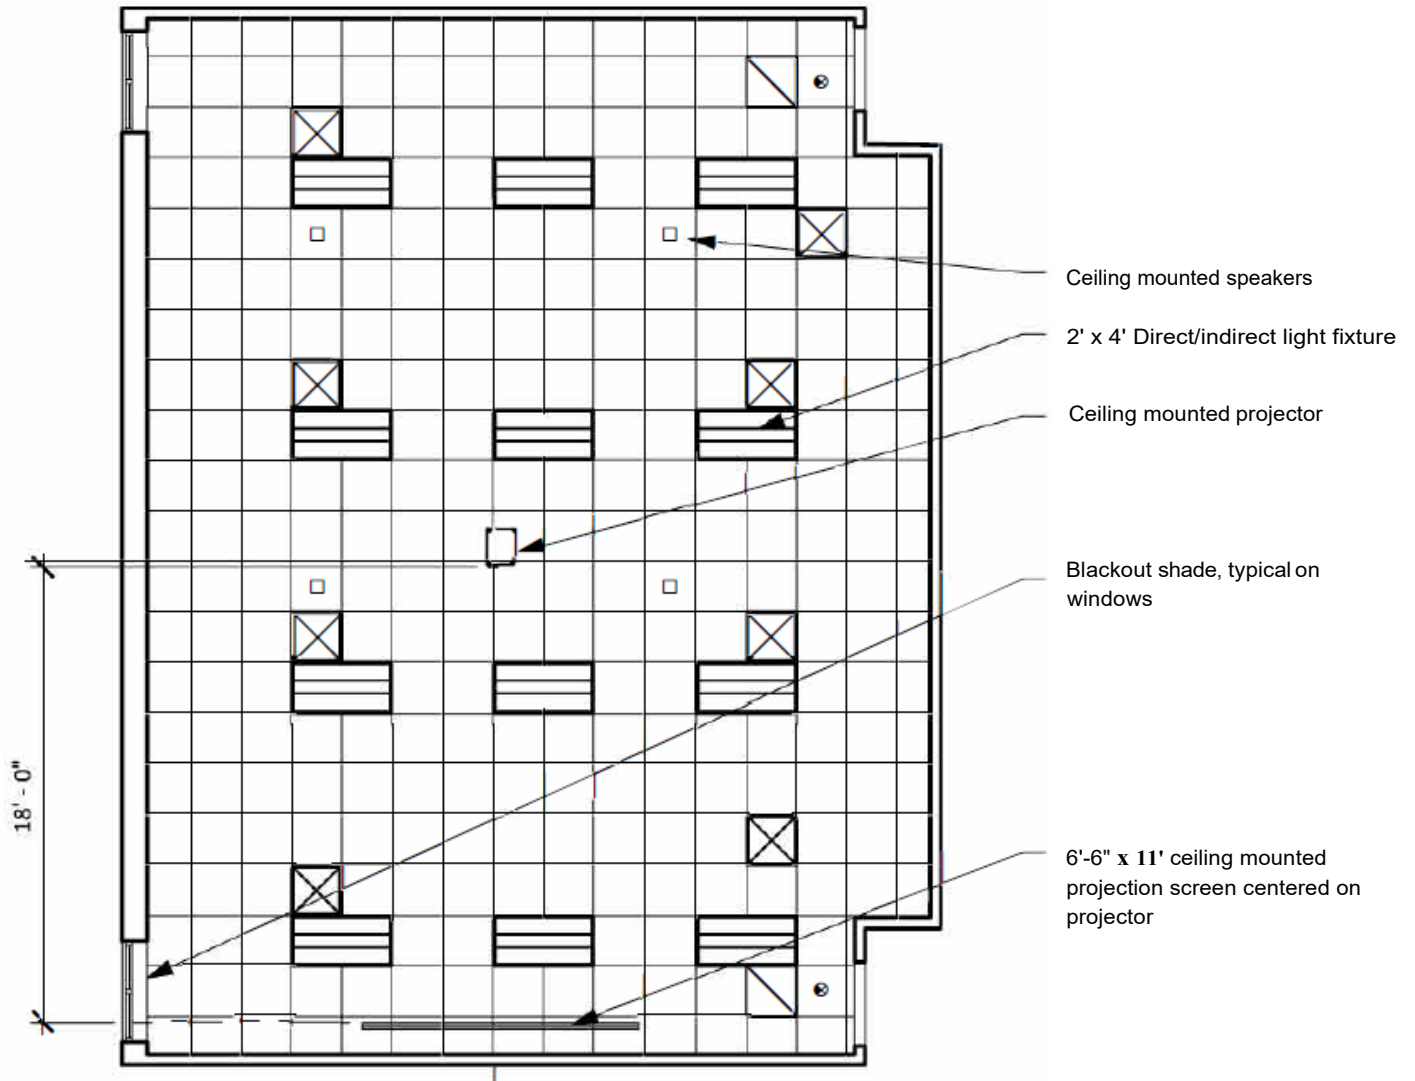 Ceiling mounted speakers
2' x 4' Direct/indirect light fixture
Ceiling mounted projector
Blackout shade, typical on
windows
18' - 0"
6'-6" x 11' ceiling mounted
projection screen centered on
projector